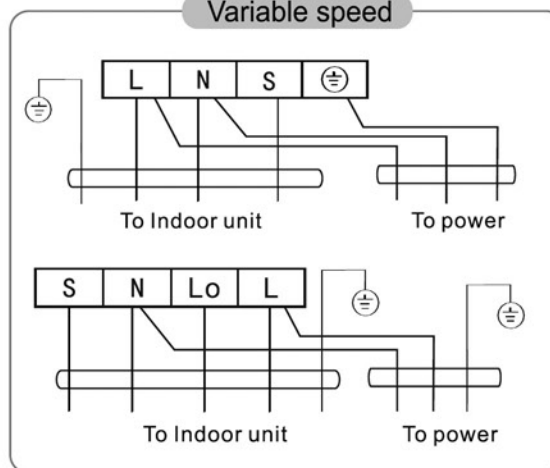 Variable speed
L N S
To Indoor unit To power
S N Lo L
To Indoor unit To power